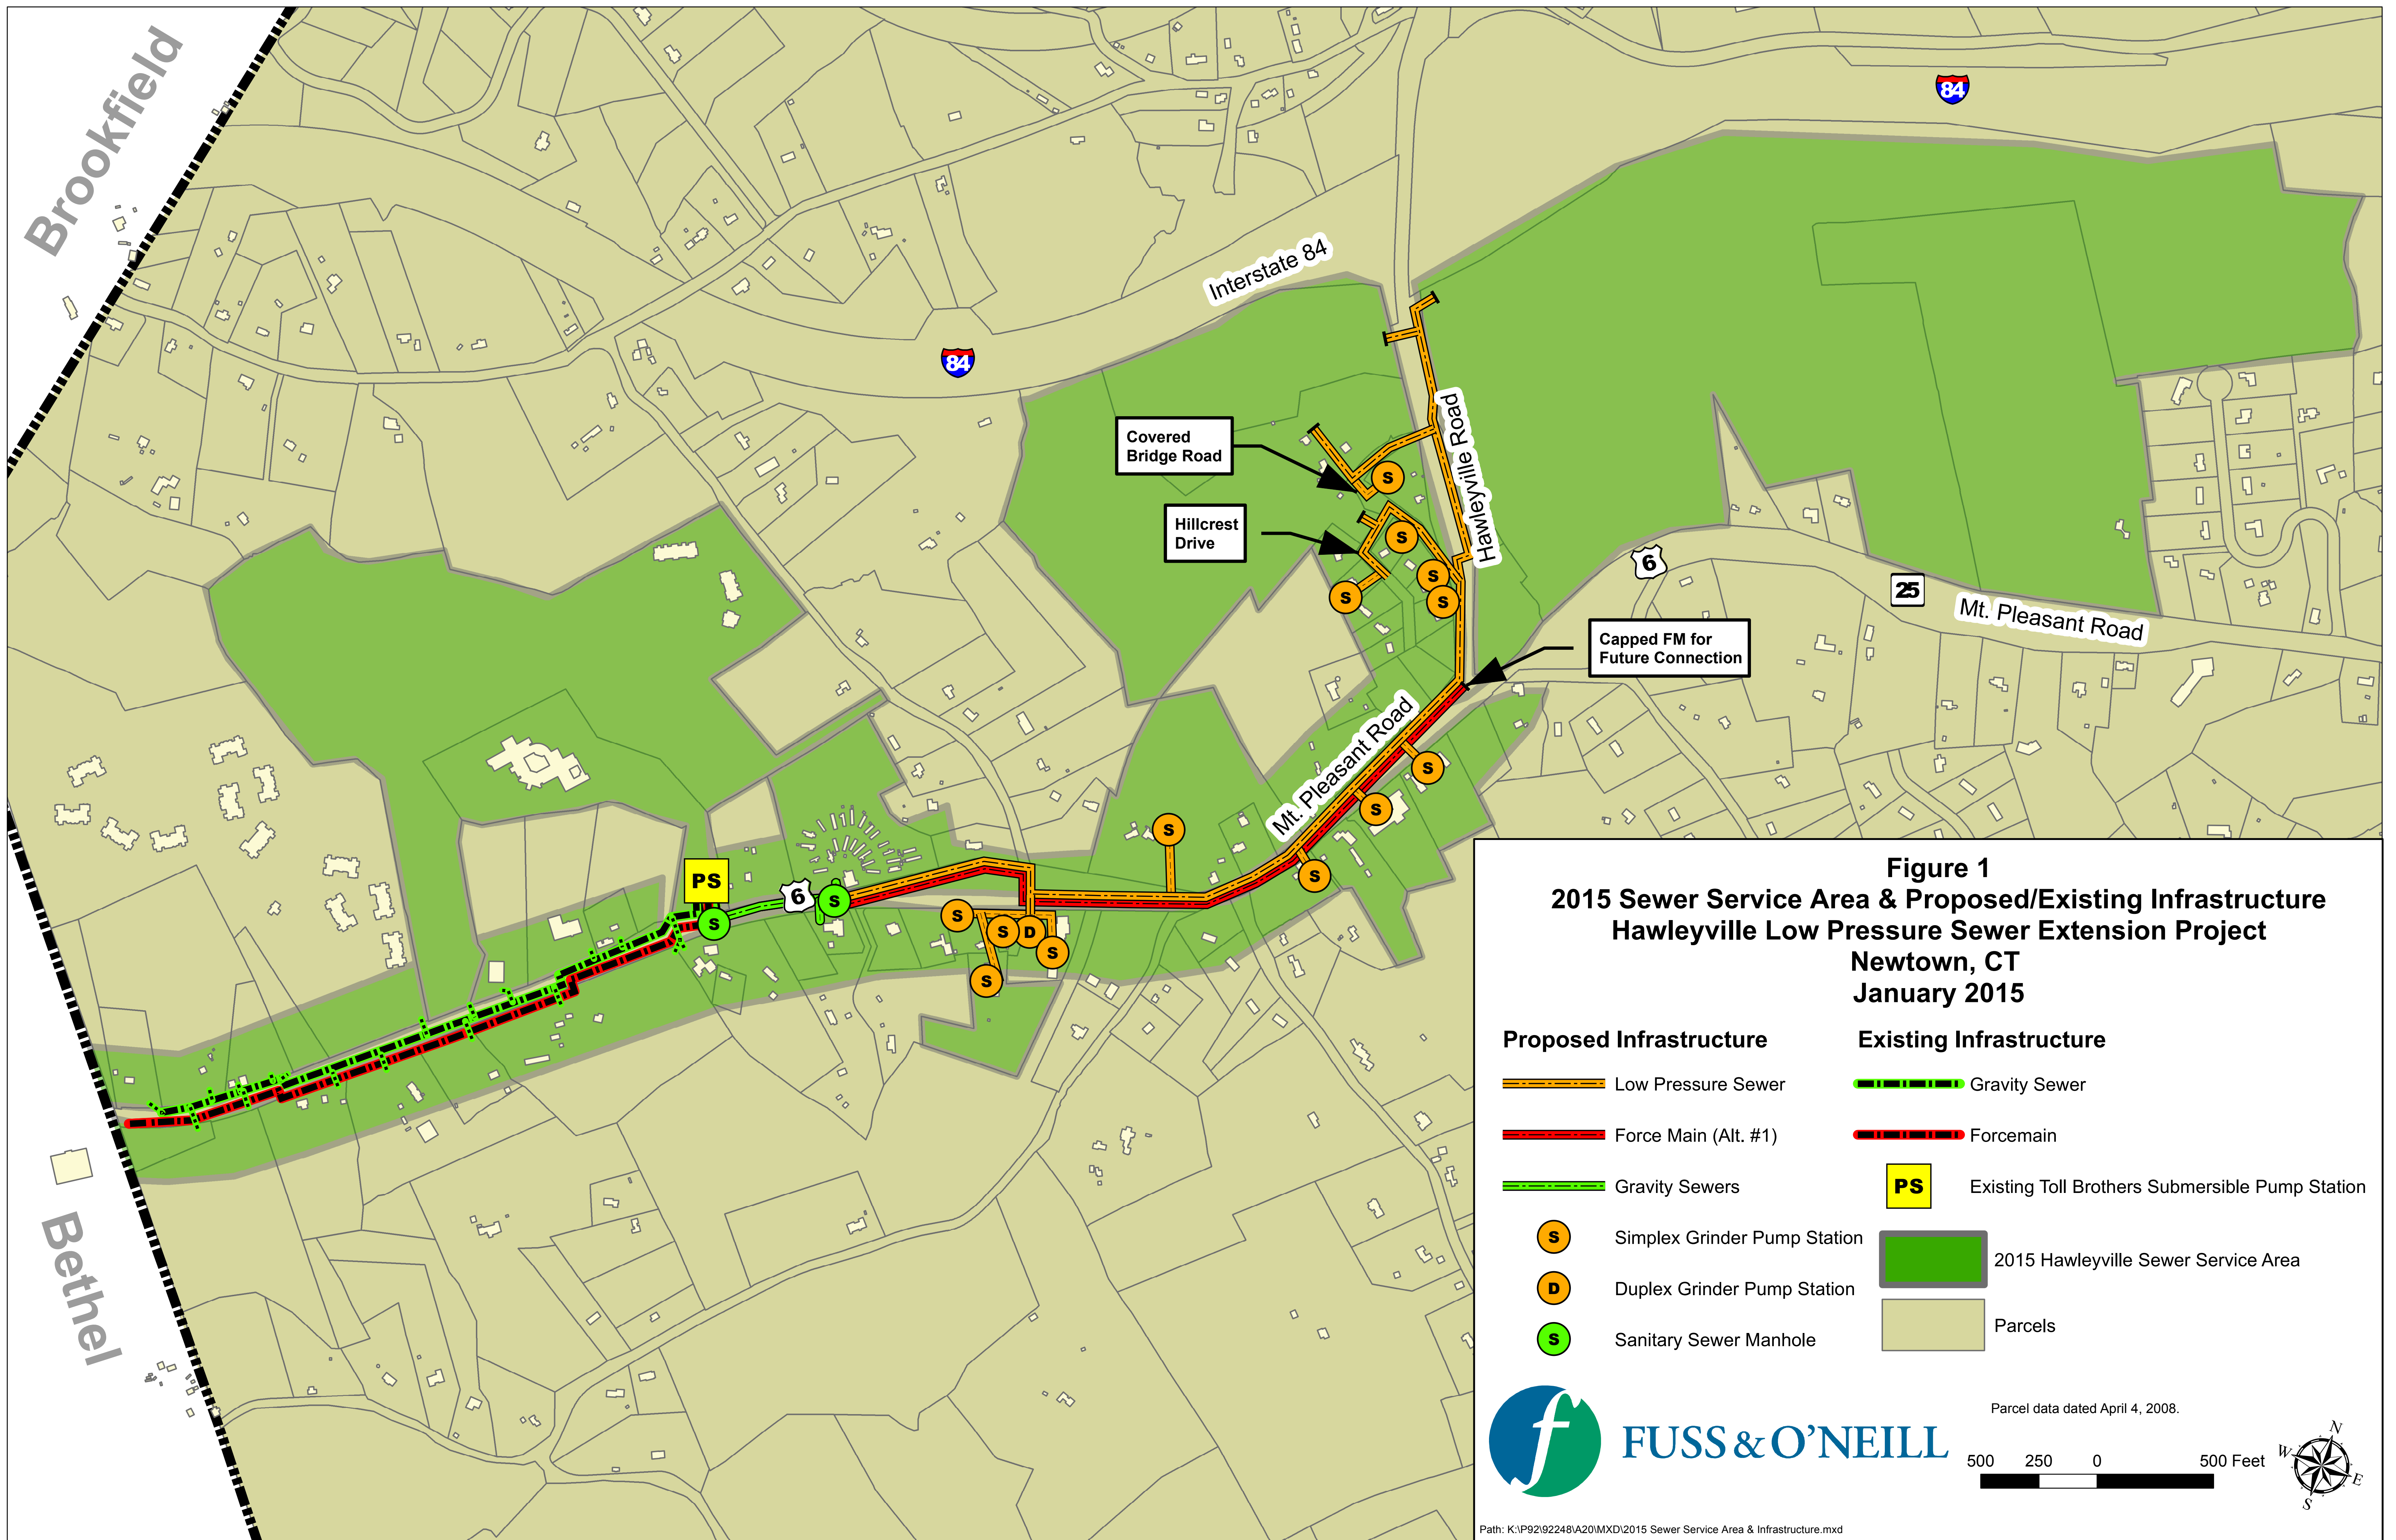 Brookfield
84
Interstate 84
84
Covered
Bridge Road
Hawleyville Road
S
Hillcrest
Drive
S
S
S
S
6
25
Mt. Pleasant Road
Capped FM for
Future Connection
Mt. Pleasant Road
S
S
S
S
PS
6
S
S
S
S
D
S
S
Bethel
Figure 1
2015 Sewer Service Area & Proposed/Existing Infrastructure
Hawleyville Low Pressure Sewer Extension Project
Newtown, CT
January 2015
Proposed Infrastructure
Low Pressure Sewer
Force Main (Alt. #1)
Gravity Sewers
S Simplex Grinder Pump Station
D Duplex Grinder Pump Station
S Sanitary Sewer Manhole
Existing Infrastructure
Gravity Sewer
Forcemain
PS Existing Toll Brothers Submersible Pump Station
2015 Hawleyville Sewer Service Area
Parcels
f FUSS & O'NEILL
Parcel data dated April 4, 2008.
500 250 0 500 Feet
N
W
E
S
Path: K:\P92\92248\A20\MXD\2015 Sewer Service Area & Infrastructure.mxd